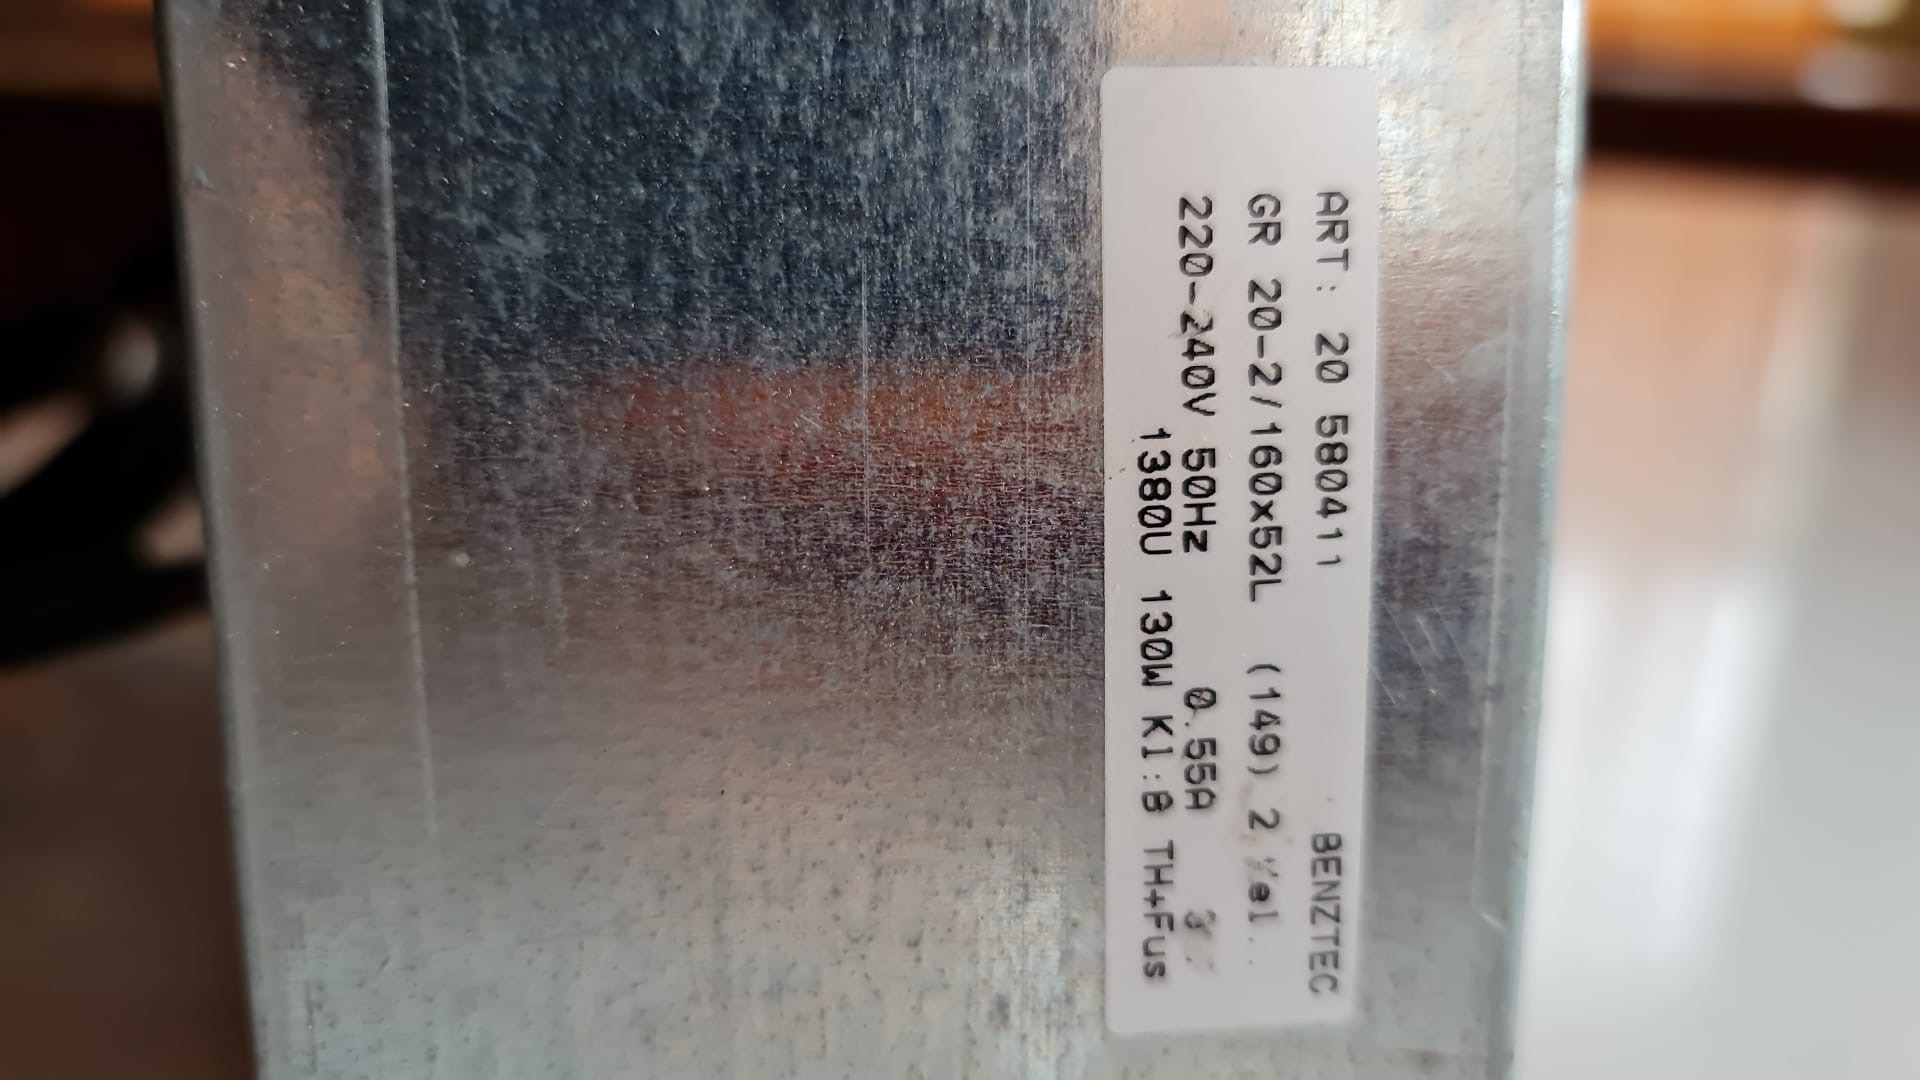 ART: 20 580411 BENZTEC
GR 20-2/160x52L (149) 2
220-240V 50Hz 0.55A
1380U 130W Kl:B TH+Fus